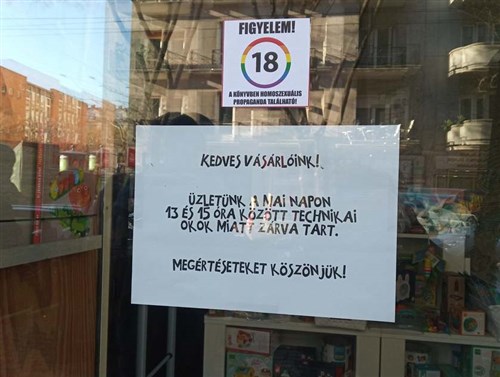 FIGYELEM!
18
A KÖNYVBEN HOMOSZEXUÁLIS
PROPAGANDA TALÁLHATÓ!
KEDVES VÁSÁRLÓINK!
ÜZLETÜNK A MAI NAPON
13 ÉS 15 ÓRA KÖZÖTT TECHNIKAI
OKOK MIATT ZÁRVA TART.
MEGÉRTÉSETEKET KÖSZÖNJÜK!